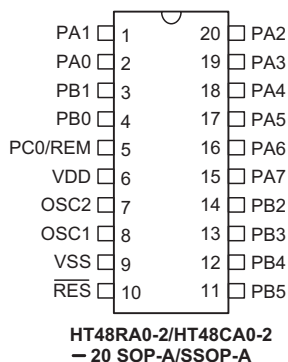 PA1 1 20 PA2
PA0 2 19 PA3
PB1 3 18 PA4
PB0 4 17 PA5
PC0/REM 5 16 PA6
VDD 6 15 PA7
OSC2 7 14 PB2
OSC1 8 13 PB3
VSS 9 12 PB4
RES 10 11 PB5
HT48RA0-2/HT48CA0-2
– 20 SOP-A/SSOP-A